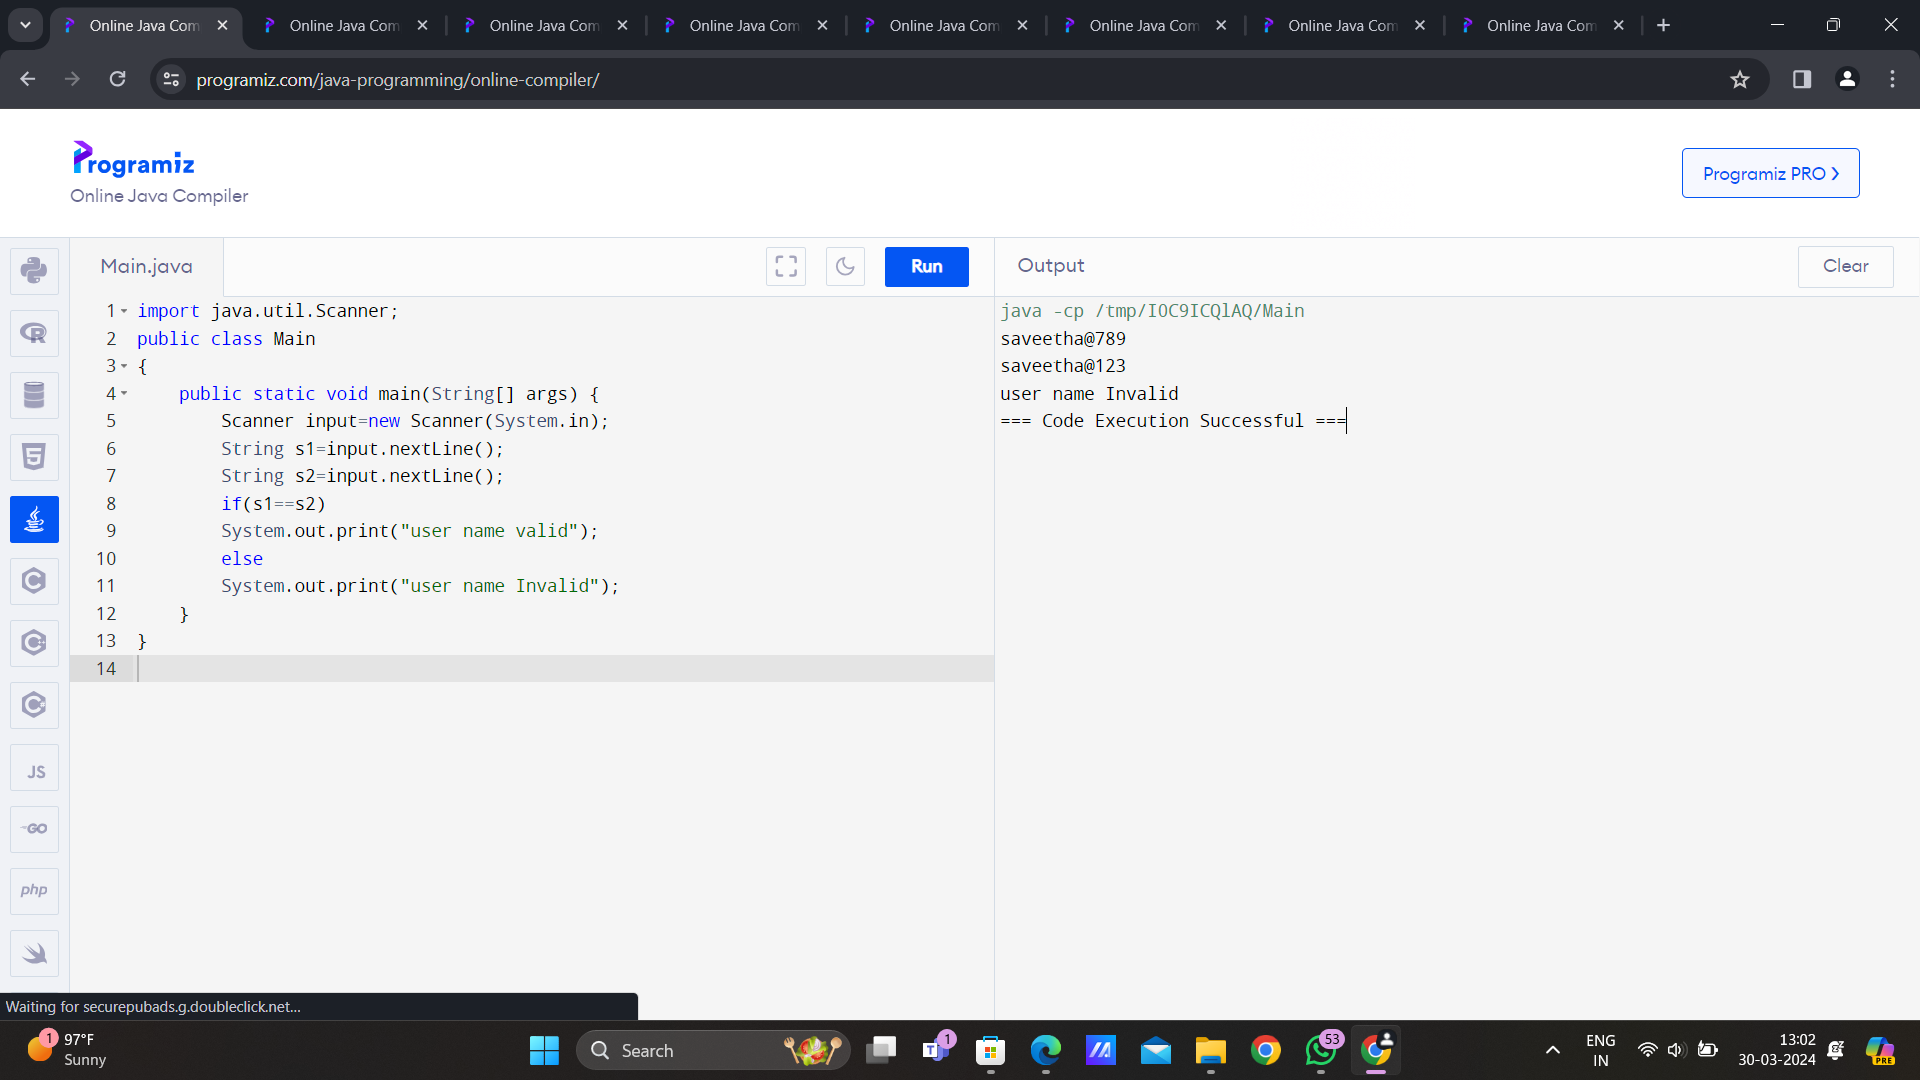 Online Java Com
Online Java Com
Online Java Com
Online Java Com
Online Java Com
Online Java Com
Online Java Com
Online Java Com
programiz.com/java-programming/online-compiler/
Programiz
Online Java Compiler
Programiz PRO
Main.java
Run
Output
Clear
1 import java.util.Scanner;
2 public class Main
3 {
4 public static void main(String[] args) {
5 Scanner input=new Scanner(System.in);
6 String s1=input.nextLine();
7 String s2=input.nextLine();
8 if(s1==s2)
9 System.out.print("user name valid");
10 else
11 System.out.print("user name Invalid");
12 }
13 }
14
java -cp /tmp/I0C9ICQlAQ/Main
saveetha@789
saveetha@123
user name Invalid
=== Code Execution Successful ===
R
5
C
C
C
JS
GO
php
Waiting for securepubads.g.doubleclick.net...
1
97°F
Sunny
Search
T
1
53
ENG
IN
13:02
30-03-2024
PRE